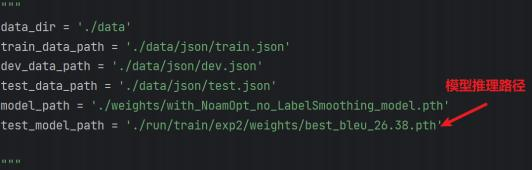 """
data_dir = './data'
train_data_path = './data/json/train.json'
dev_data_path = './data/json/dev.json'
test_data_path = './data/json/test.json'
模型推理路径
model_path = './weights/with_NoamOpt_no_LabelSmoothing_model.pth'
test_model_path = './run/train/exp2/weights/best_bleu_26.38.pth'
"""